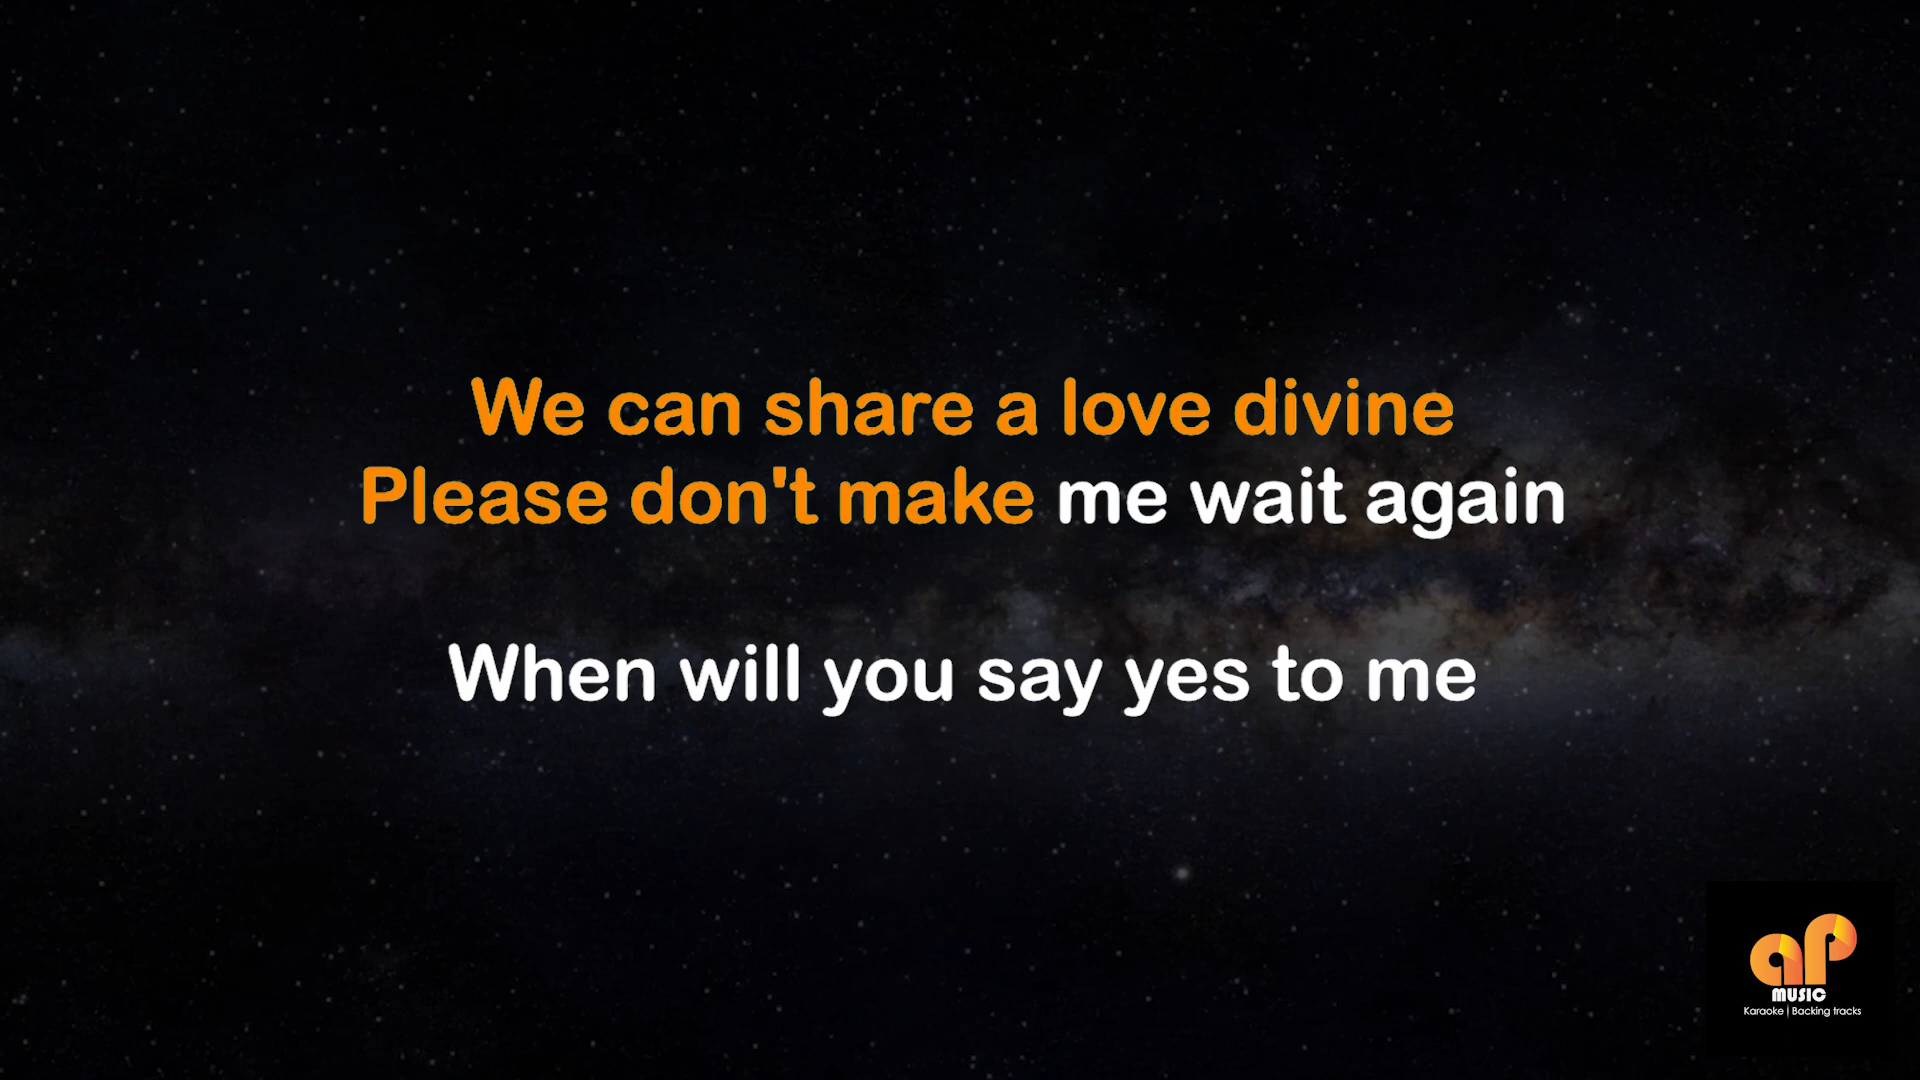 We can share a love divine
Please don't make me wait again
When will you say yes to me
aP
MUSIC
Karaoke | Backing tracks